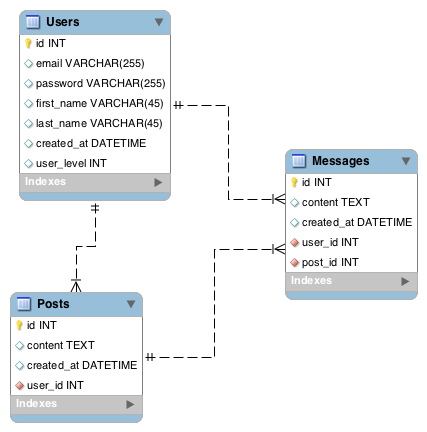 Users
id INT
email VARCHAR(255)
password VARCHAR(255)
first_name VARCHAR(45)
last_name VARCHAR(45)
created_at DATETIME
user_level INT
Indexes
Messages
id INT
content TEXT
created_at DATETIME
user_id INT
post_id INT
Indexes
Posts
id INT
content TEXT
created_at DATETIME
user_id INT
Indexes